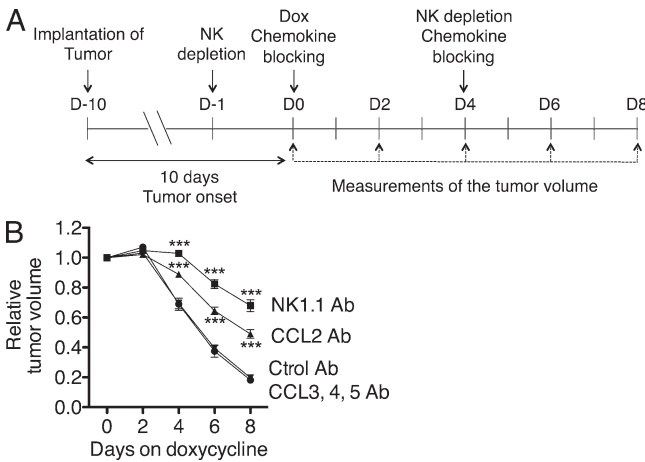 A
Implantation of
Tumor
NK
depletion
Dox
Chemokine
blocking
NK depletion
Chemokine
blocking
D-10
D-1
D0
D2
D4
D6
D8
10 days
Tumor onset
Measurements of the tumor volume
B
Relative
tumor volume
1.2
1.0
0.8
0.6
0.4
0.2
0.0
***
***
***
***
***
***
NK1.1 Ab
CCL2 Ab
Ctrol Ab
CCL3, 4, 5 Ab
0 2 4 6 8
Days on doxycycline